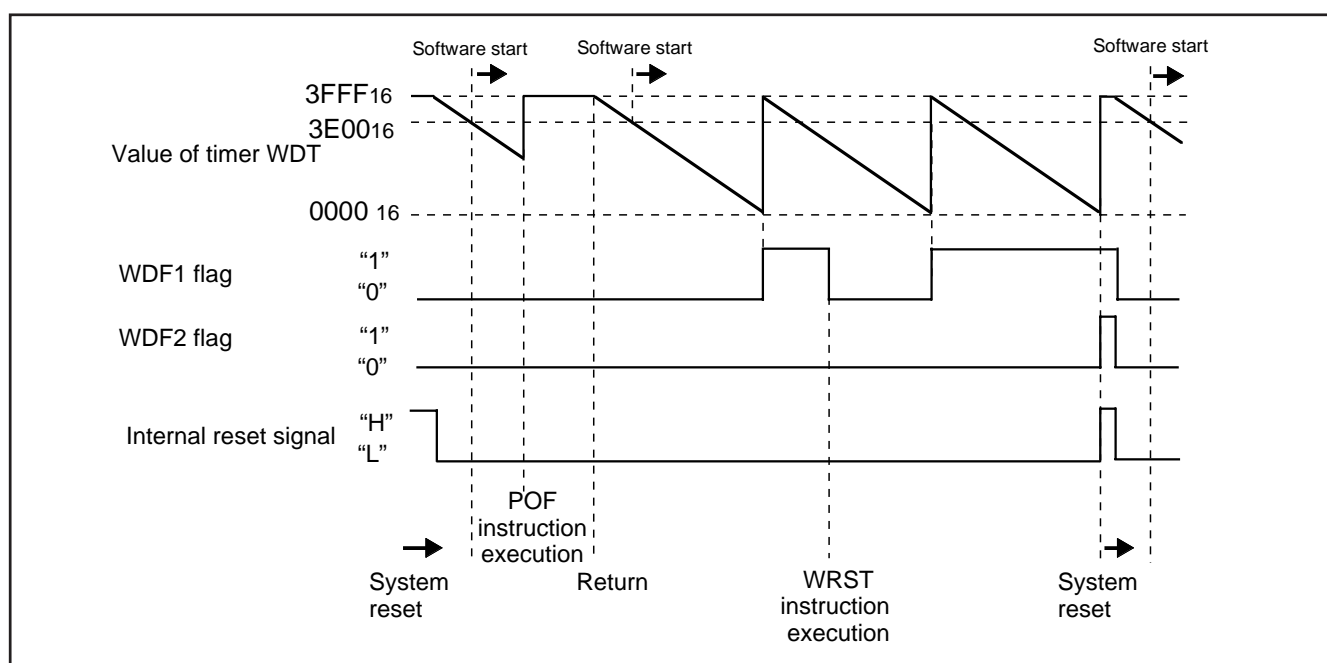 Software start
Software start
Software start
3FFF16
3E0016
Value of timer WDT
0000 16
WDF1 flag
“1”
“0”
WDF2 flag
“1”
“0”
Internal reset signal
“H”
“L”
POF
instruction
execution
System
reset
Return
WRST
instruction
execution
System
reset